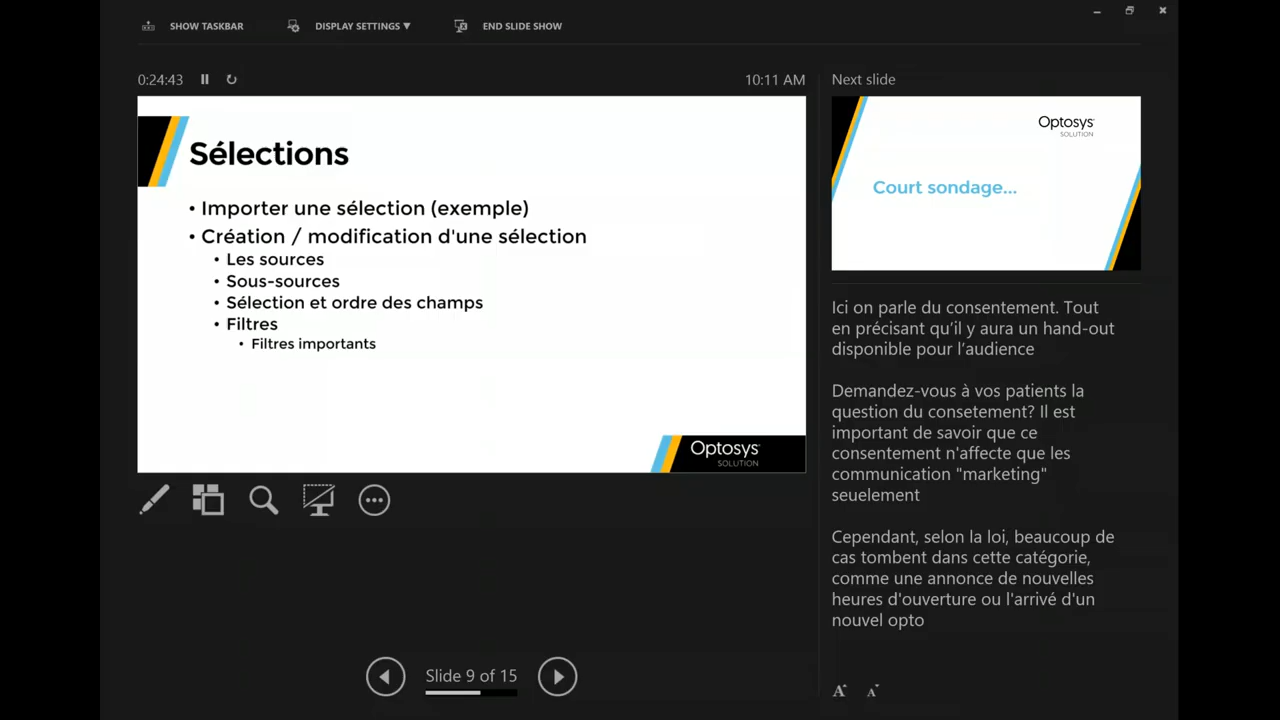 SHOW TASKBAR
DISPLAY SETTINGS ▼
END SLIDE SHOW
0:24:43
10:11 AM
Sélections
• Importer une sélection (exemple)
• Création / modification d'une sélection
• Les sources
• Sous-sources
• Sélection et ordre des champs
• Filtres
• Filtres importants
Optosys
SOLUTION
Slide 9 of 15
Next slide
Optosys
SOLUTION
Court sondage...
Ici on parle du consentement. Tout
en précisant qu'il y aura un hand-out
disponible pour l'audience
Demandez-vous à vos patients la
question du consetement? Il est
important de savoir que ce
consentement n'affecte que les
communication "marketing"
seuelement
Cependant, selon la loi, beaucoup de
cas tombent dans cette catégorie,
comme une annonce de nouvelles
heures d'ouverture ou l'arrivé d'un
nouvel opto
A A